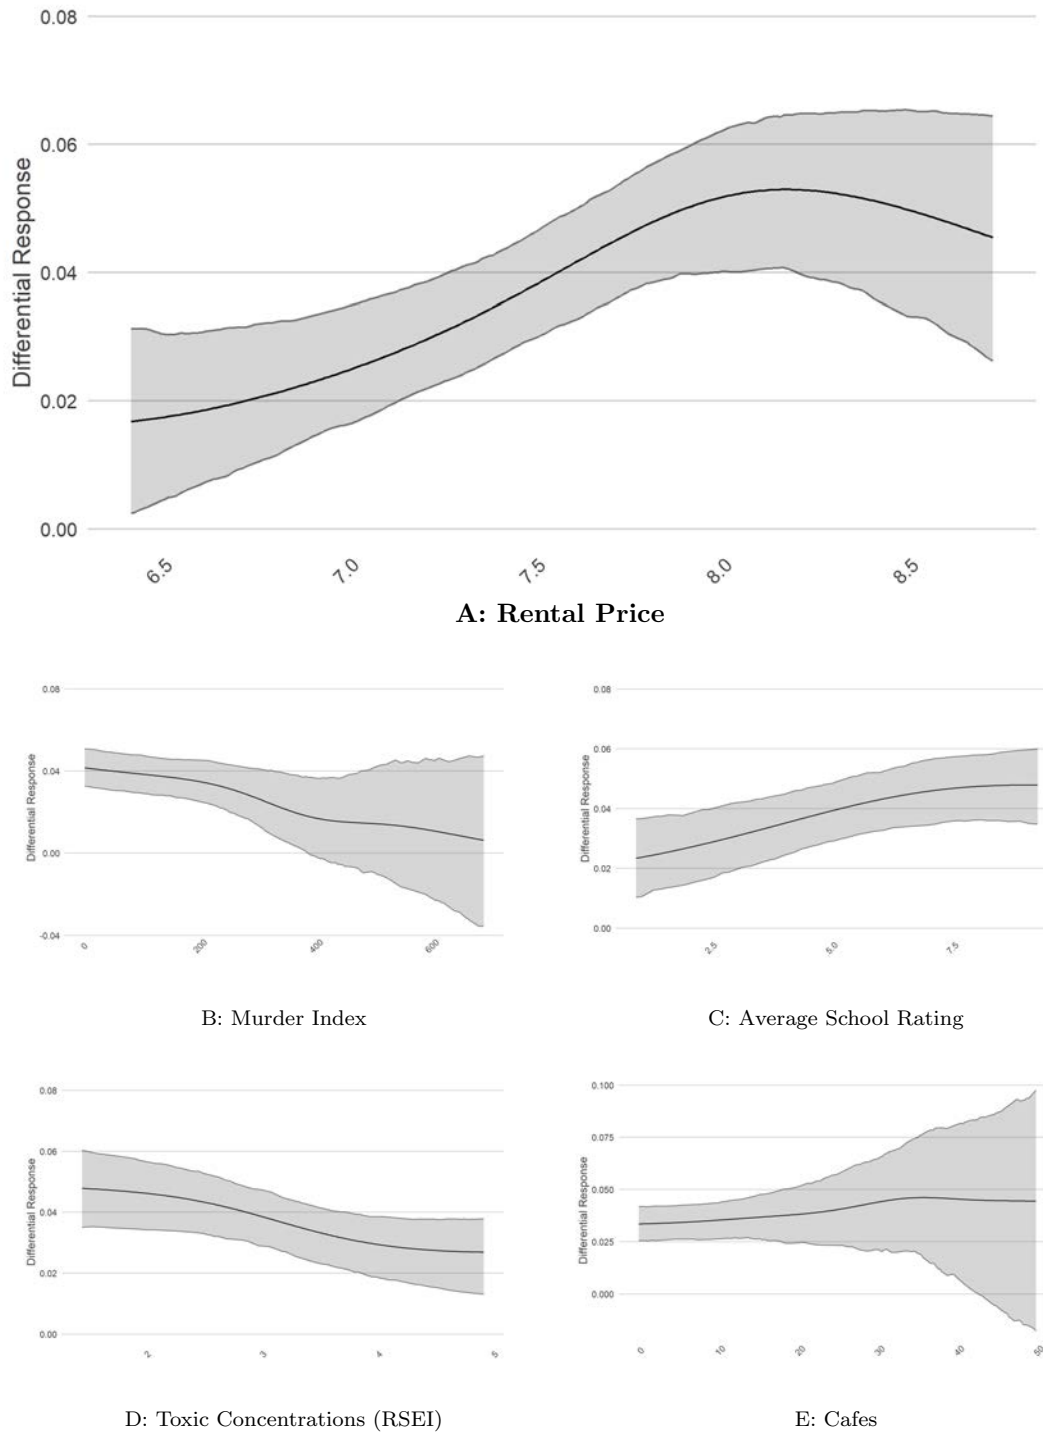 0.08
0.06
0.04
0.02
0.00
Differential Response
6.5 7.0 7.5 8.0 8.5
A: Rental Price
0.08
0.04
0.00
-0.04
Differential Response
0 200 400 600
B: Murder Index
0.08
0.06
0.04
0.02
0.00
Differential Response
2.5 5.0 7.5
C: Average School Rating
0.08
0.06
0.04
0.02
0.00
Differential Response
2 3 4 5
D: Toxic Concentrations (RSEI)
0.100
0.075
0.050
0.025
0.000
Differential Response
0 10 20 30 40 50
E: Cafes